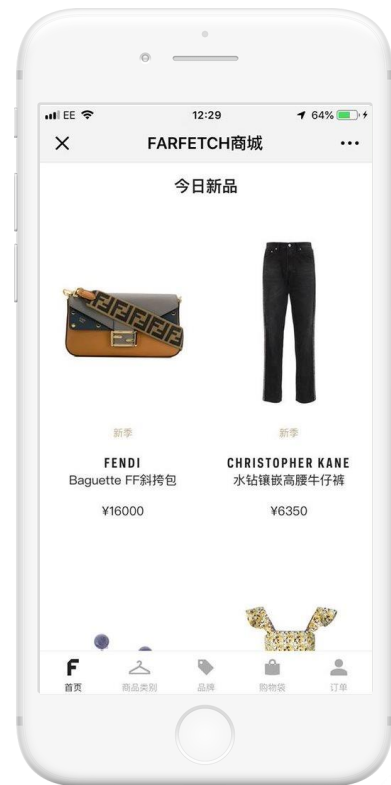 EE 12:29 64%
FARFETCH商城
今日新品
新季
FENDI
Baguette FF斜挎包
¥16000
新季
CHRISTOPHER KANE
水钻镶嵌高腰牛仔裤
¥6350
F
首页 商品类别 品牌 购物袋 订单